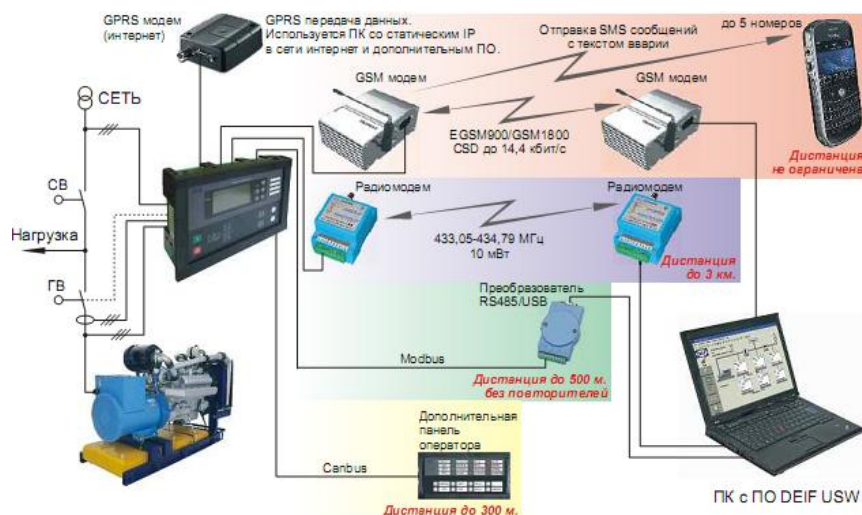 GPRS модем
(интернет)
GPRS передача данных.
Используется ПК со статическим IP
в сети интернет и дополнительным ПО.
Отправка SMS сообщений
с текстом аварии
до 5 номеров
GSM модем
GSM модем
EGSM900/GSM1800
CSD до 14,4 кбит/с
Дистанция
не ограничена
СЕТЬ
СВ
Нагрузка
ГВ
Радиомодем
Радиомодем
433,05-434,79 МГц
10 мВт
Дистанция
до 3 км.
Преобразователь
RS485/USB
Modbus
Дистанция до 500 м.
без повторителей
Дополнительная
панель
оператора
Canbus
Дистанция до 300 м.
ПК с ПО DEIF USW